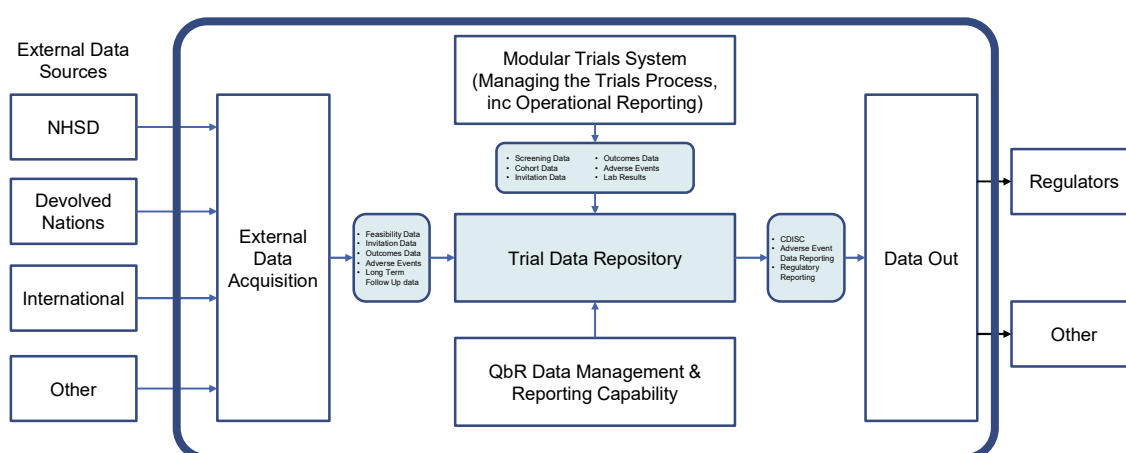 External Data
Sources
NHSD
Devolved
Nations
International
Other
External
Data
Acquisition
• Feasibility Data
• Invitation Data
• Outcomes Data
• Adverse Events
• Long Term
Follow Up data
Modular Trials System
(Managing the Trials Process,
inc Operational Reporting)
• Screening Data
• Cohort Data
• Invitation Data
• Outcomes Data
• Adverse Events
• Lab Results
Trial Data Repository
QbR Data Management &
Reporting Capability
• CDISC
• Adverse Event
Data Reporting
• Regulatory
Reporting
Data Out
Regulators
Other